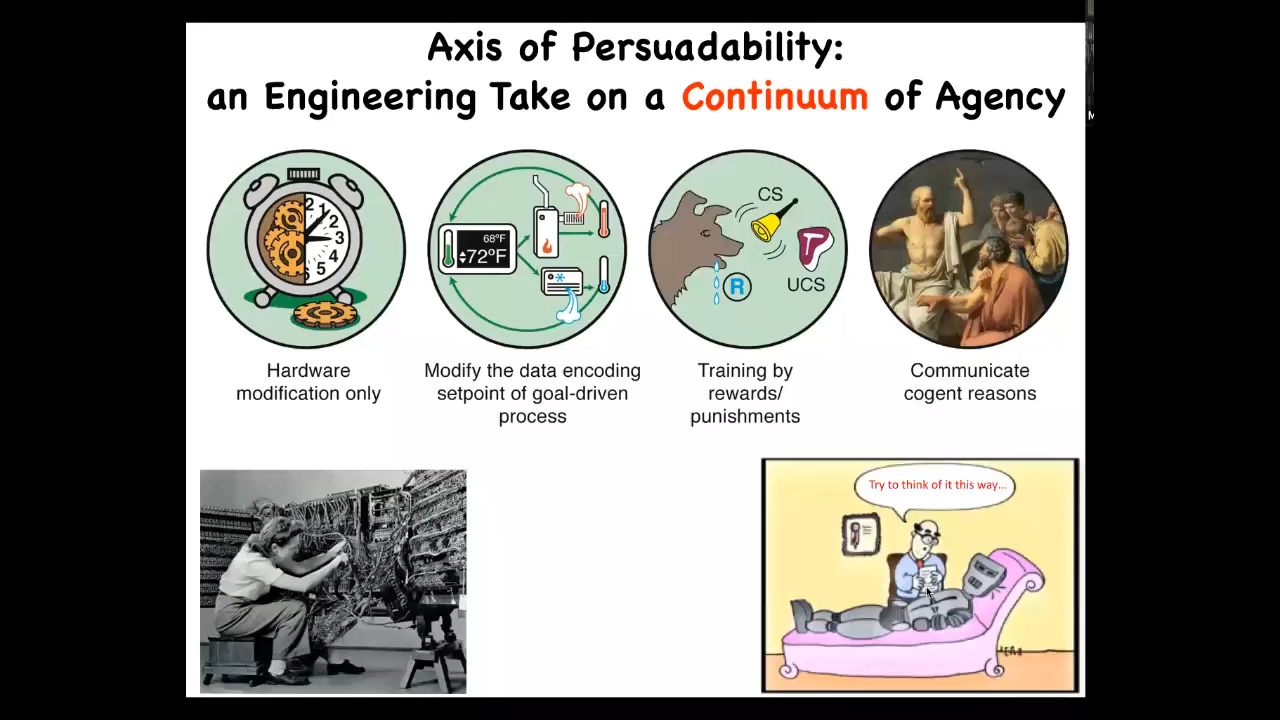 Axis of Persuadability:
an Engineering Take on a Continuum of Agency
68ºF
72ºF
CS
UCS
R
Hardware
modification only
Modify the data encoding
setpoint of goal-driven
process
Training by
rewards/
punishments
Communicate
cogent reasons
Try to think of it this way...